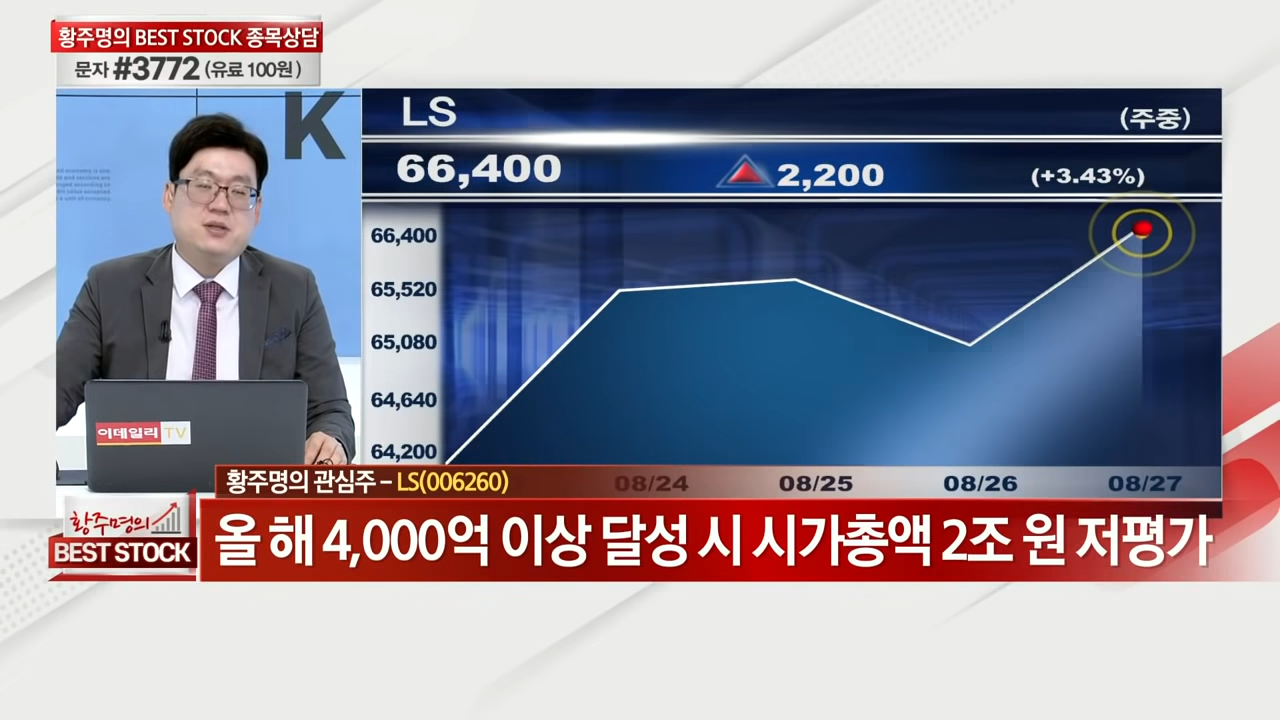 황주명의 BEST STOCK 종목상담
문자 #3772 (유료 100원)
K
LS
(주중)
66,400
2,200
(+3.43%)
66,400
65,520
65,080
64,640
64,200
08/24
08/25
08/26
08/27
이데일리 TV
황주명의 관심주 - LS(006260)
황주명의
BEST STOCK
올 해 4,000억 이상 달성 시 시가총액 2조 원 저평가